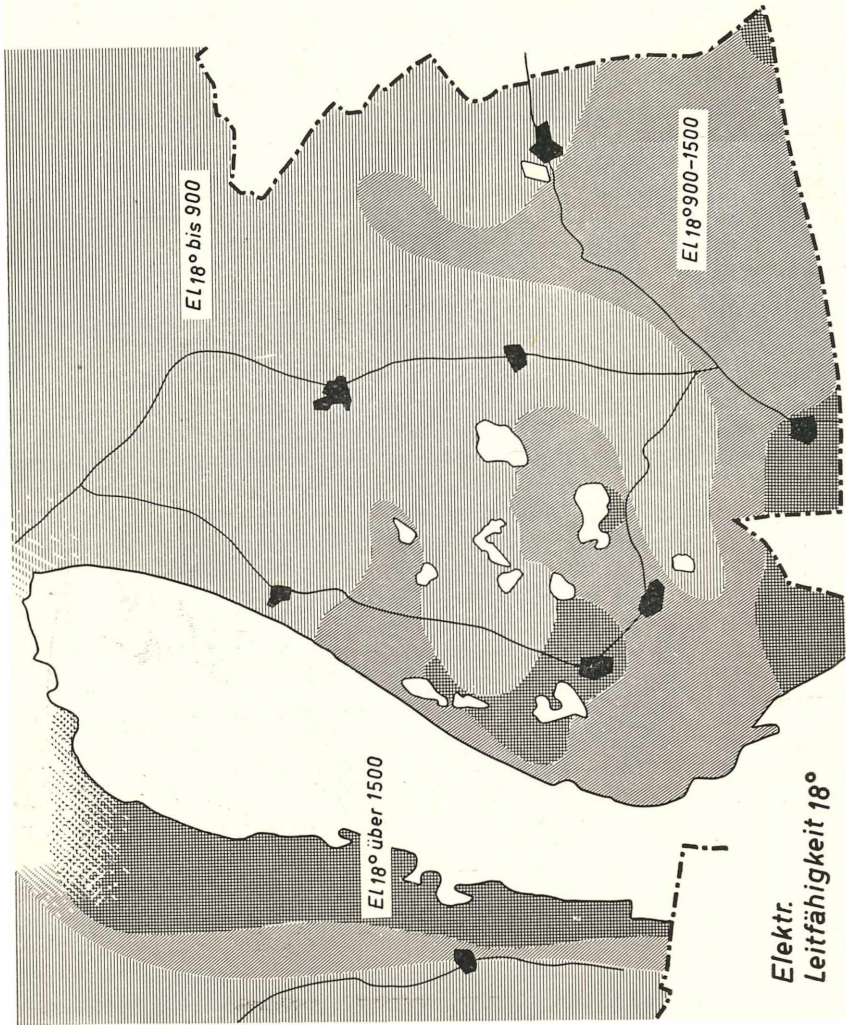 El 18° bis 900
El 18° 900-1500
El 18° über 1500
Elektr.
Leitfähigkeit 18°